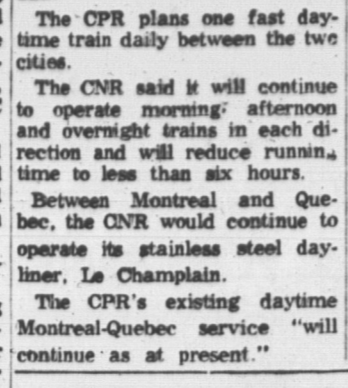 The CPR plans one fast day-
time train daily between the two
cities.
The CNR said it will continue
to operate morning, afternoon
and overnight trains in each di-
rection and will reduce running
time to less than six hours.
Between Montreal and Que-
bec, the CNR would continue to
operate its stainless steel day-
liner, Le Champlain.
The CPR's existing daytime
Montreal-Quebec service "will
continue as at present."